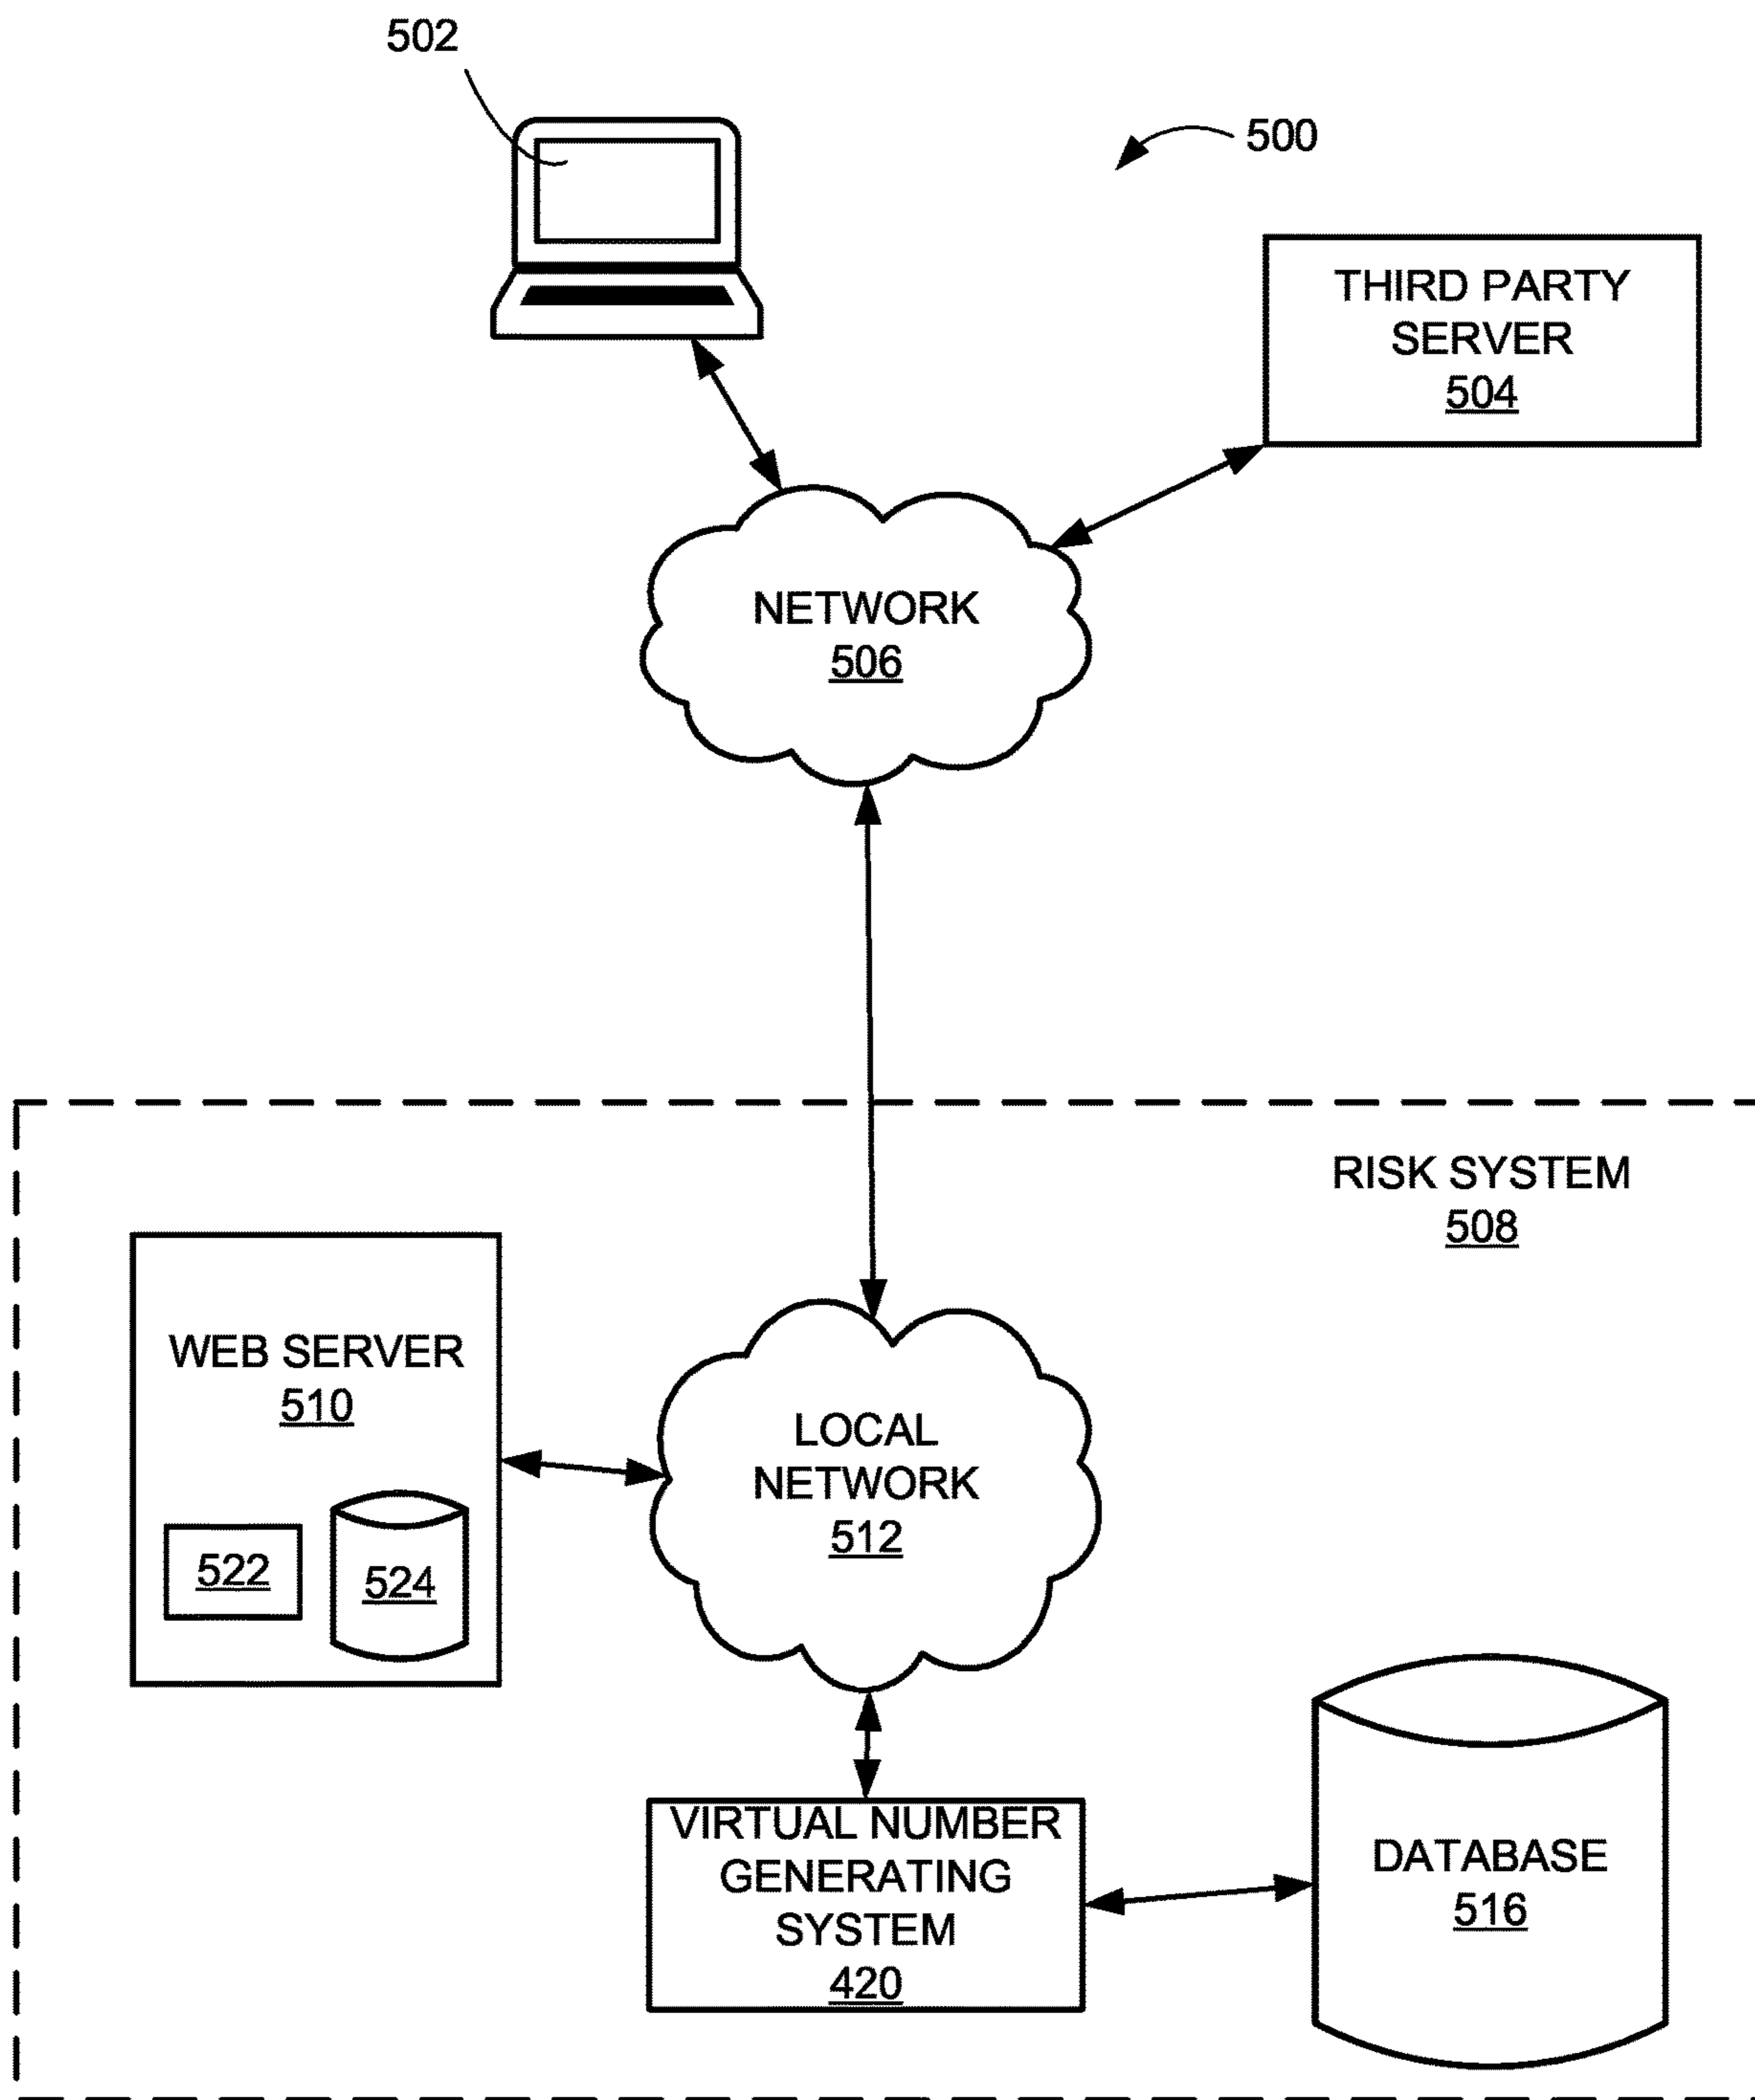 502
500
THIRD PARTY
SERVER
504
NETWORK
506
RISK SYSTEM
508
WEB SERVER
510
522
524
LOCAL
NETWORK
512
VIRTUAL NUMBER
GENERATING
SYSTEM
420
DATABASE
516